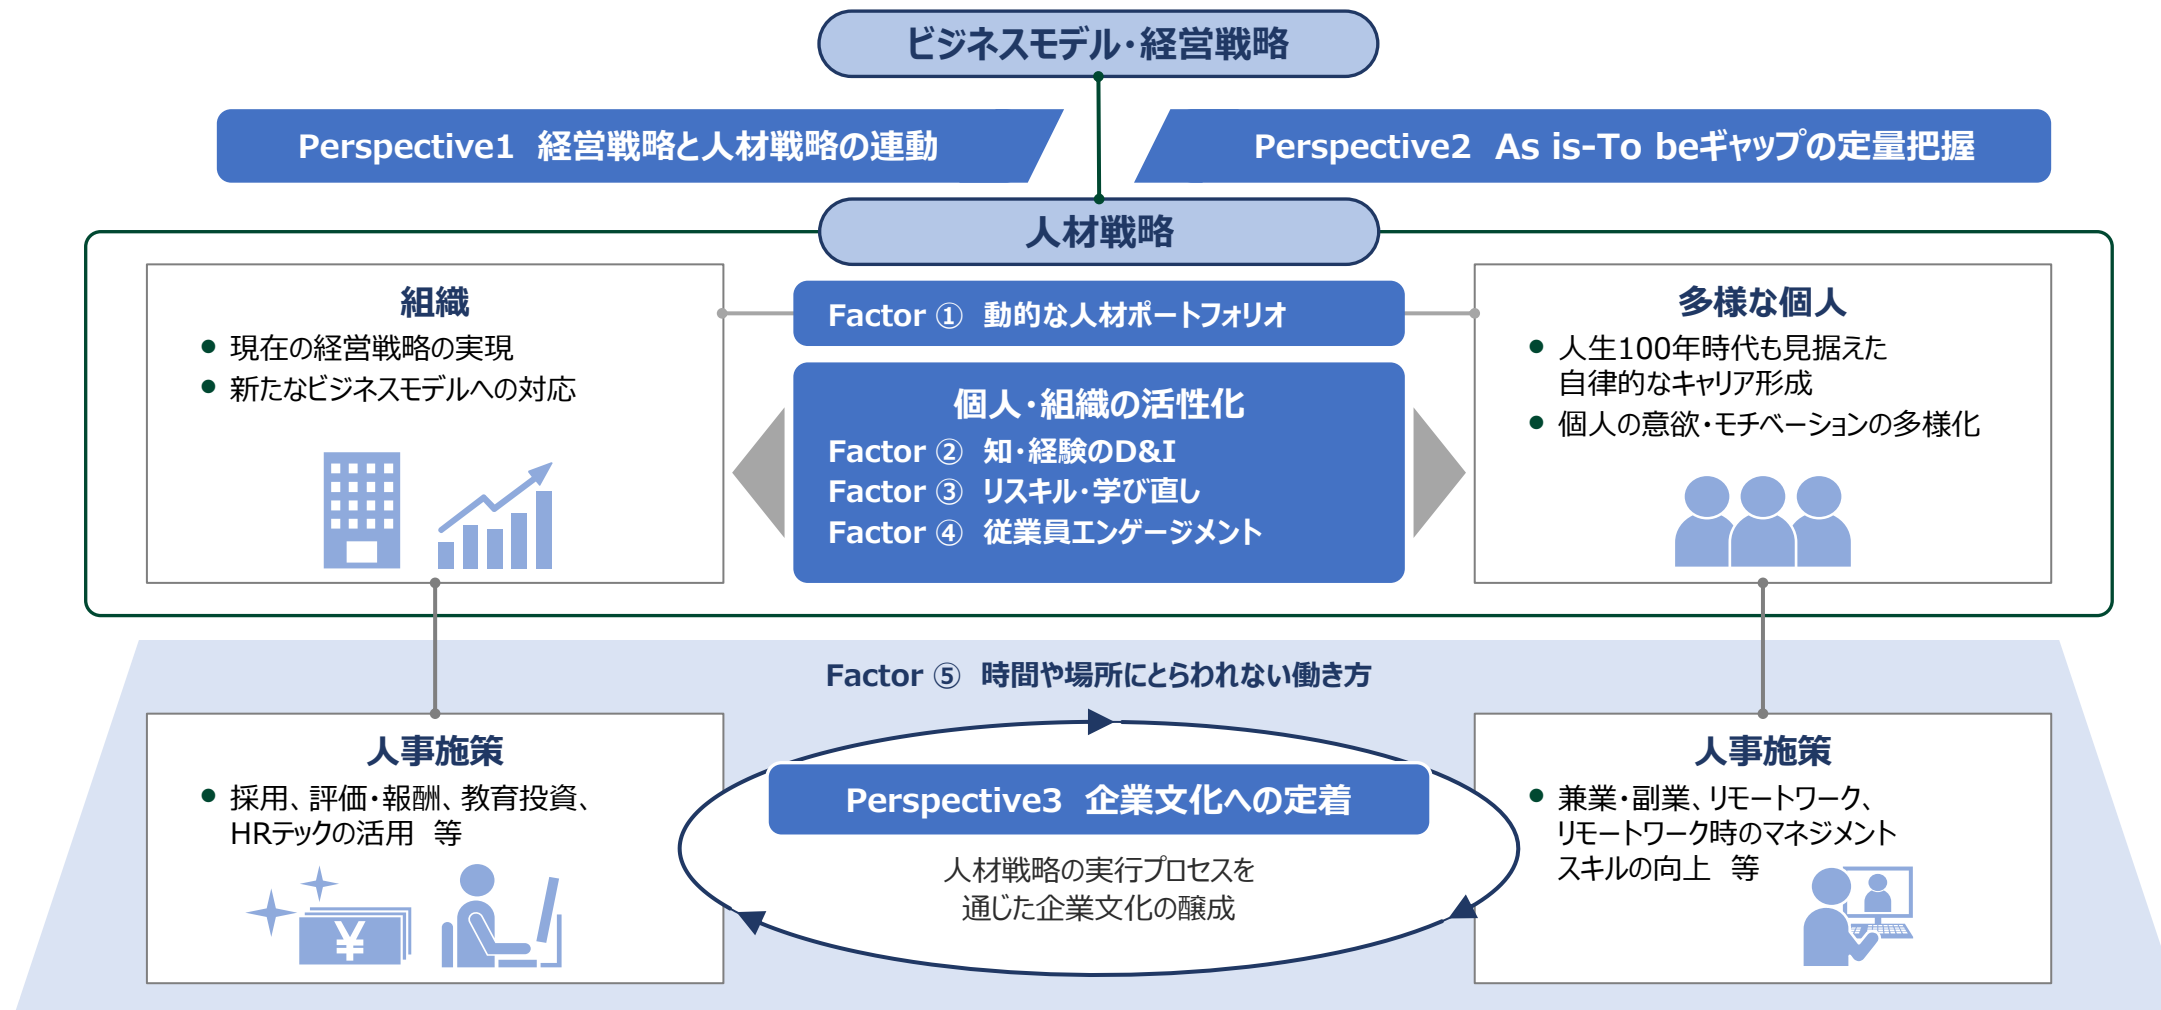 ビジネスモデル・経営戦略
Perspective1 経営戦略と人材戦略の連動
Perspective2 As is-To beギャップの定量把握
人材戦略
組織
● 現在の経営戦略の実現
● 新たなビジネスモデルへの対応
Factor ① 動的な人材ポートフォリオ
個人・組織の活性化
Factor ② 知・経験のD&I
Factor ③ リスキル・学び直し
Factor ④ 従業員エンゲージメント
多様な個人
● 人生100年時代も見据えた
自律的なキャリア形成
● 個人の意欲・モチベーションの多様化
Factor ⑤ 時間や場所にとらわれない働き方
人事施策
● 採用、評価・報酬、教育投資、
HRテックの活用 等
¥
Perspective3 企業文化への定着
人材戦略の実行プロセスを
通じた企業文化の醸成
人事施策
● 兼業・副業、リモートワーク、
リモートワーク時のマネジメント
スキルの向上 等